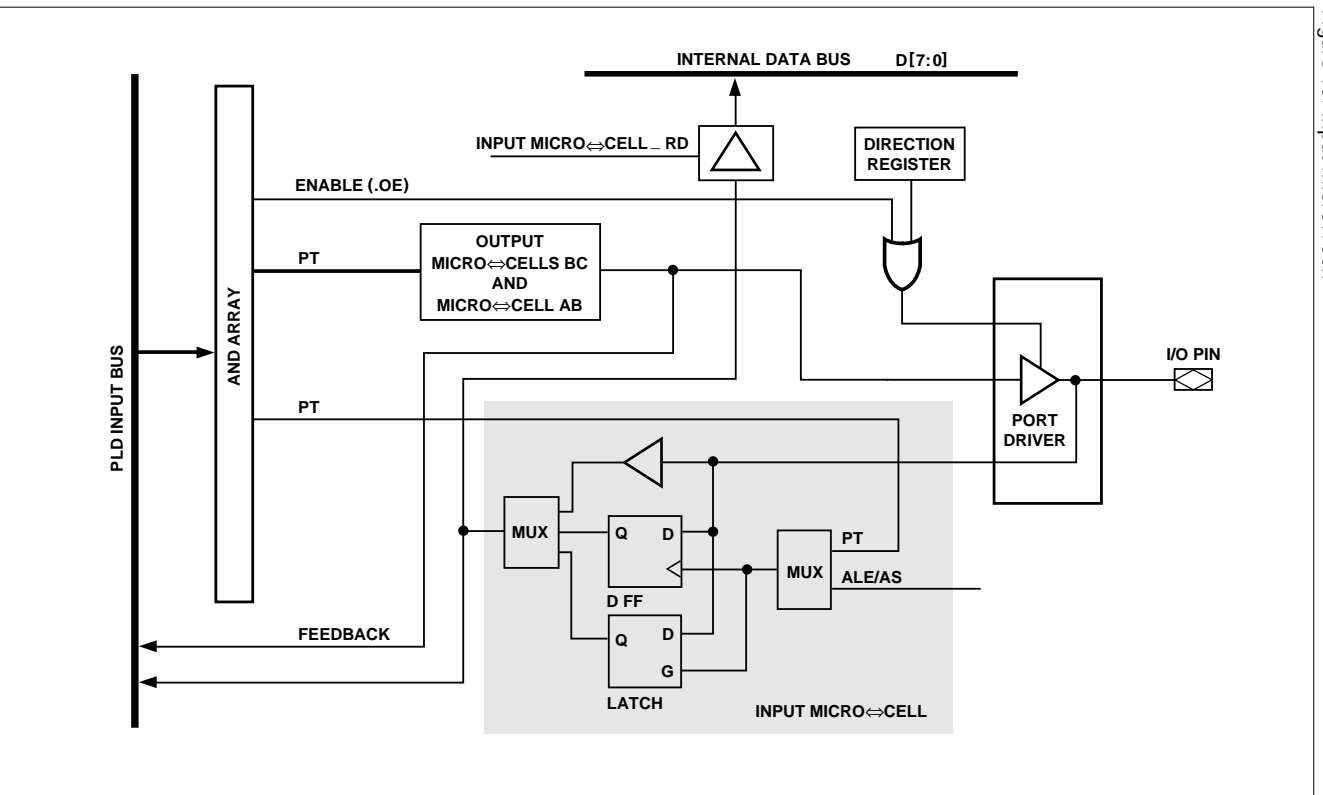 INTERNAL DATA BUS D[7:0]
INPUT MICRO⇔CELL_ RD
DIRECTION
REGISTER
ENABLE (.OE)
OUTPUT
MICRO⇔CELLS BC
AND
MICRO⇔CELL AB
PT
AND ARRAY
PLD INPUT BUS
I/O PIN
PORT
DRIVER
PT
MUX
Q D
D FF
MUX
PT
ALE/AS
Q D
G
LATCH
FEEDBACK
INPUT MICRO⇔CELL